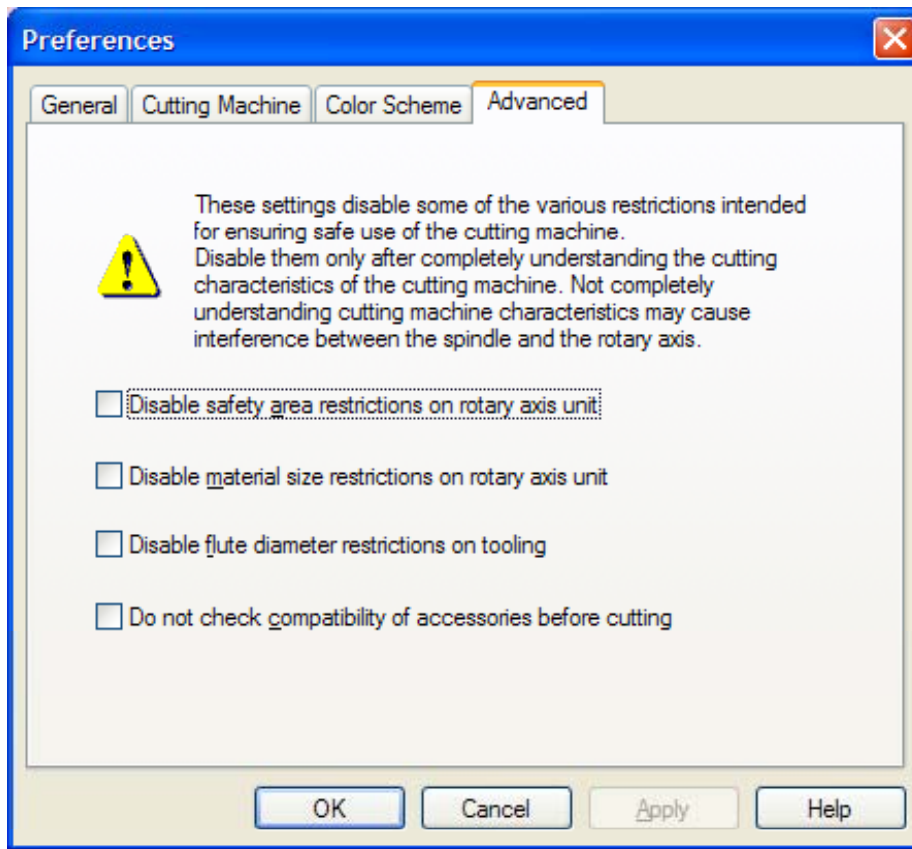 Preferences
General Cutting Machine Color Scheme Advanced
These settings disable some of the various restrictions intended
for ensuring safe use of the cutting machine.
Disable them only after completely understanding the cutting
characteristics of the cutting machine. Not completely
understanding cutting machine characteristics may cause
interference between the spindle and the rotary axis.
Disable safety area restrictions on rotary axis unit
Disable material size restrictions on rotary axis unit
Disable flute diameter restrictions on tooling
Do not check compatibility of accessories before cutting
OK Cancel Apply Help